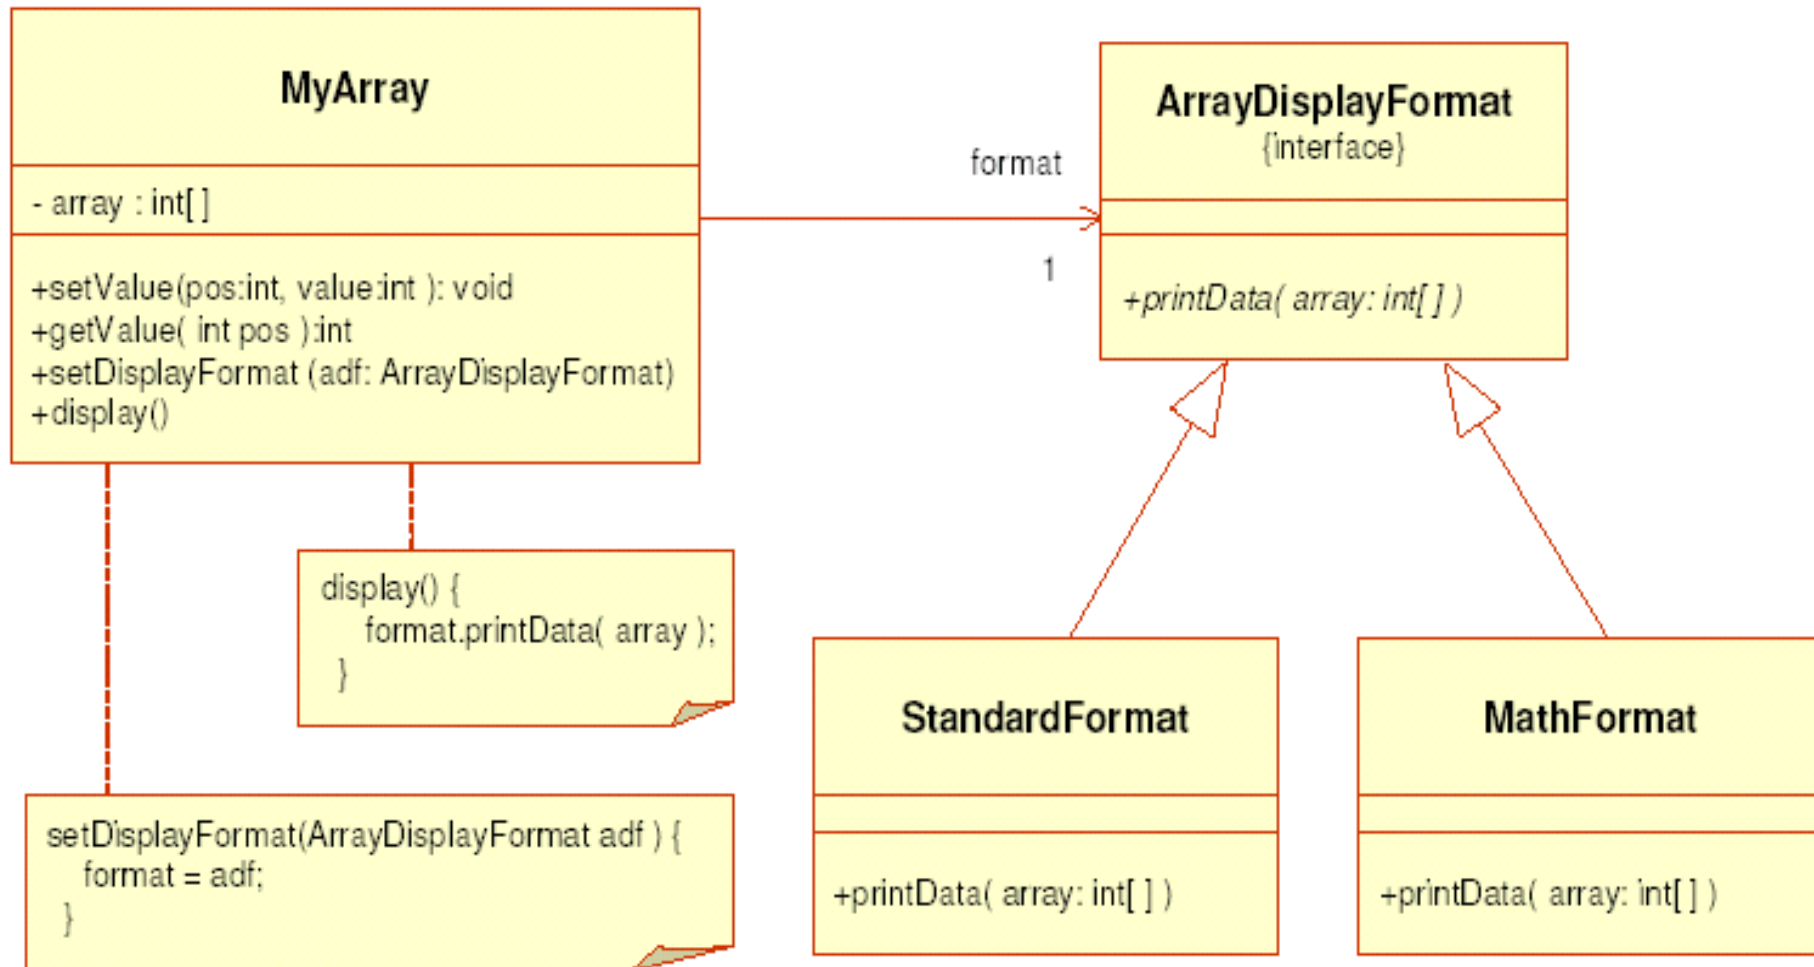 MyArray
- array : int[ ]
+setValue(pos:int, value:int ): void
+getValue( int pos ):int
+setDisplayFormat (adf: ArrayDisplayFormat)
+display()
format
1
ArrayDisplayFormat
{interface}
+printData( array: int[ ] )
display() {
format.printData( array );
}
setDisplayFormat(ArrayDisplayFormat adf ) {
format = adf;
}
StandardFormat
+printData( array: int[ ] )
MathFormat
+printData( array: int[ ] )